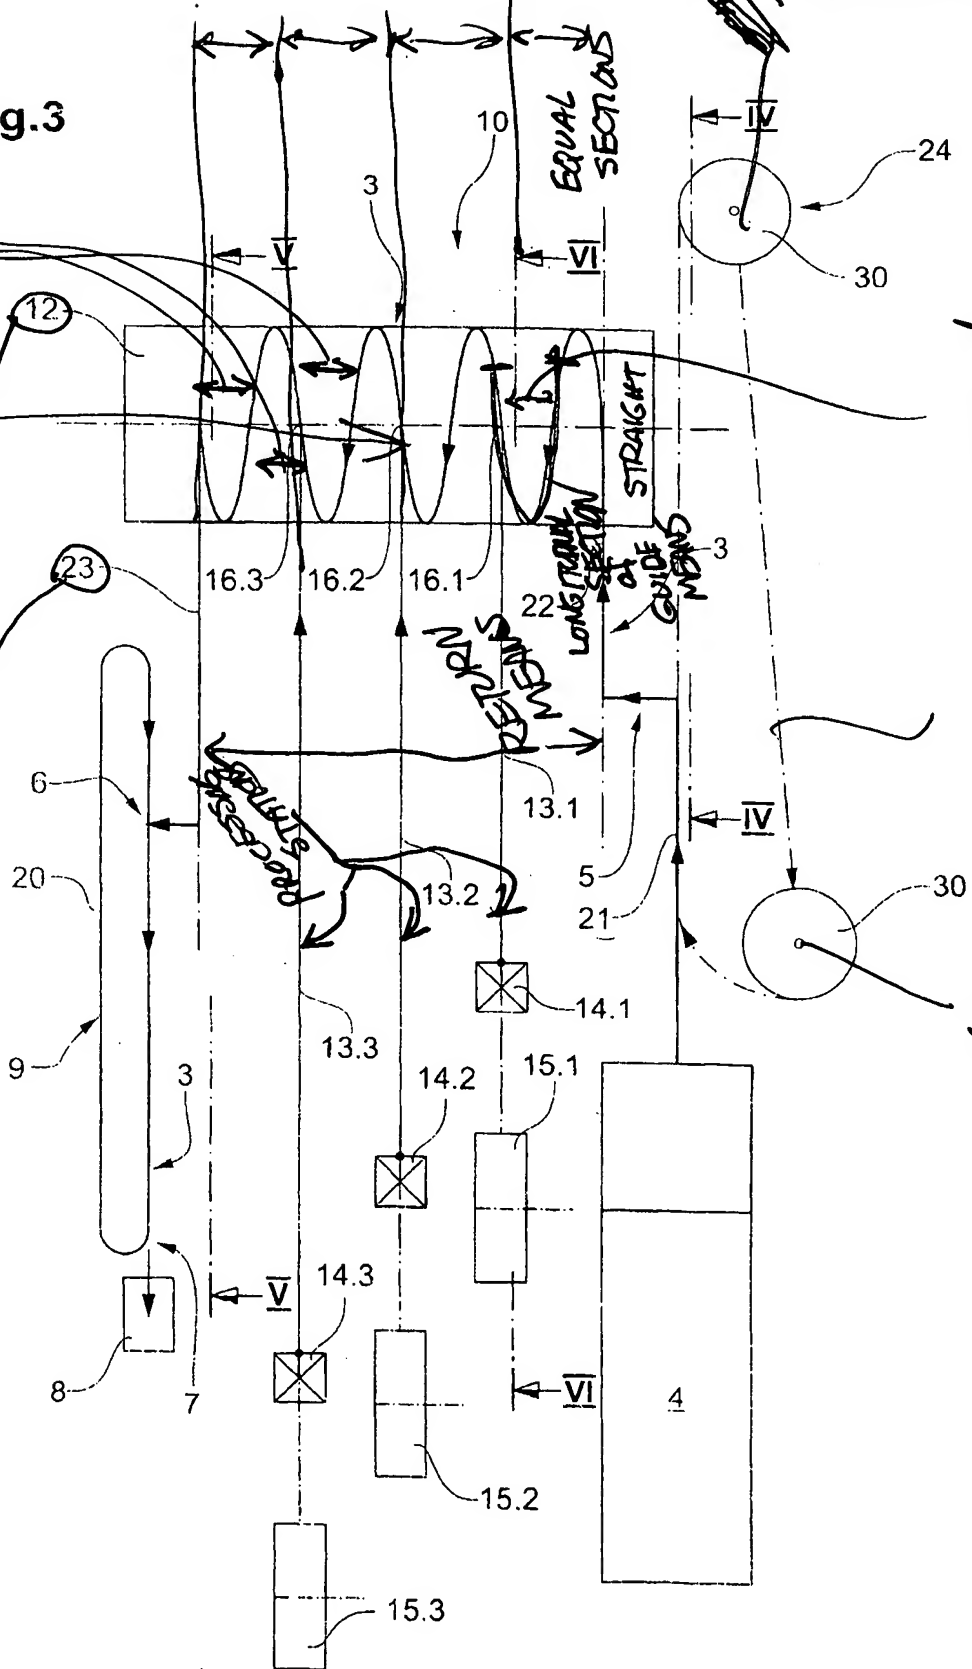 g.3
EQUAL
SECTIONS
10
IV
24
3
V
VI
30
12
STRAIGHT
LONGITUDINAL
SECTION
OF
GUIDE
MEANS
23
16.3
16.2
16.1
22
3
RETURN
MEANS
6
PROCESSING
STATION
13.1
IV
20
13.2
5
21
30
14.1
13.3
9
3
14.2
15.1
V
14.3
8
7
VI
4
15.2
15.3